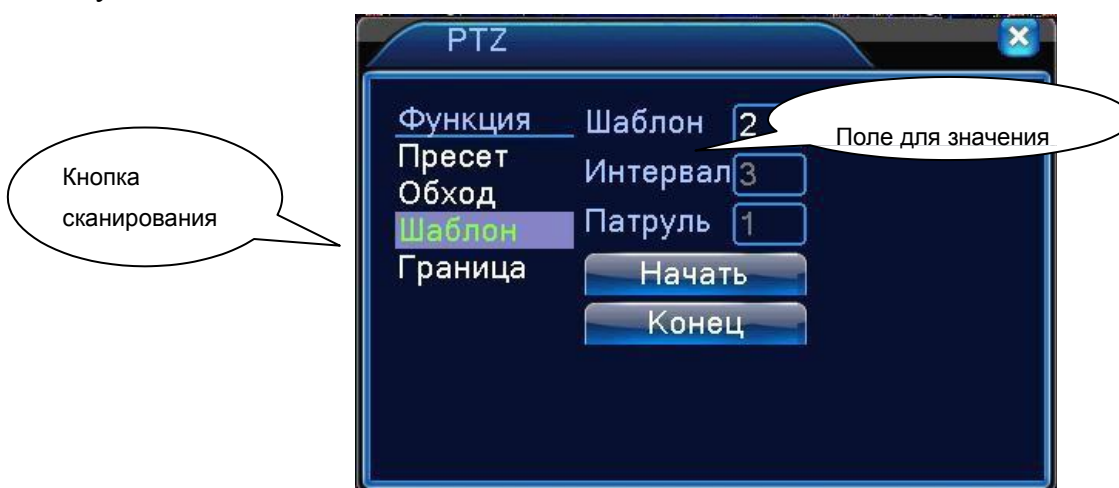 PTZ
Функция
Пресет
Обход
Шаблон
Граница
Шаблон 2
Интервал 3
Патруль 1
Начать
Конец
Кнопка
сканирования
Поле для значения